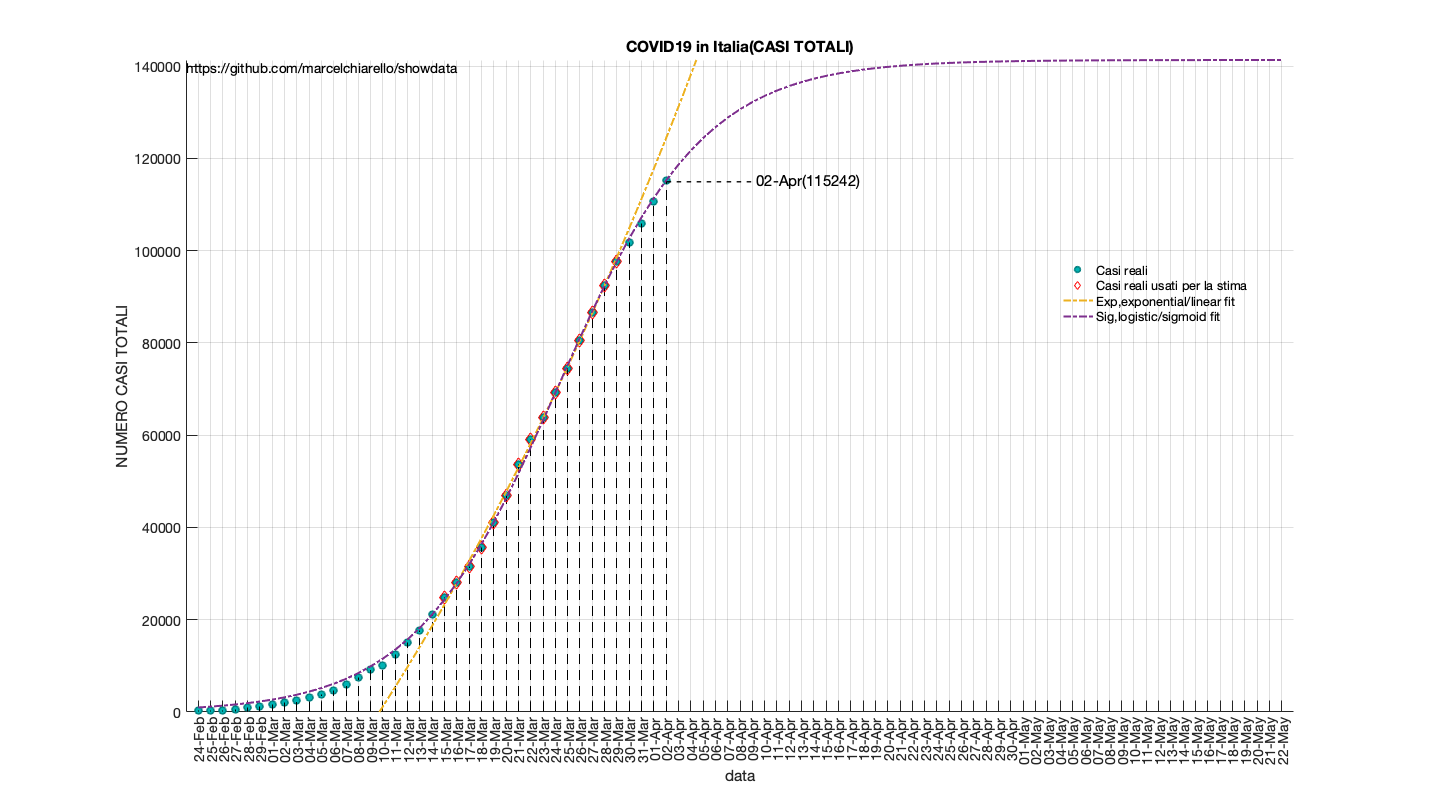 COVID19 in Italia(CASI TOTALI)
https://github.com/marcelchiarello/showdata
NUMERO CASI TOTALI
140000
120000
100000
80000
60000
40000
20000
0
02-Apr(115242)
Casi reali
Casi reali usati per la stima
Exp,exponential/linear fit
Sig,logistic/sigmoid fit
24-Feb
25-Feb
26-Feb
27-Feb
28-Feb
29-Feb
01-Mar
02-Mar
03-Mar
04-Mar
05-Mar
06-Mar
07-Mar
08-Mar
09-Mar
10-Mar
11-Mar
12-Mar
13-Mar
14-Mar
15-Mar
16-Mar
17-Mar
18-Mar
19-Mar
20-Mar
21-Mar
22-Mar
23-Mar
24-Mar
25-Mar
26-Mar
27-Mar
28-Mar
29-Mar
30-Mar
31-Mar
01-Apr
02-Apr
03-Apr
04-Apr
05-Apr
06-Apr
07-Apr
08-Apr
09-Apr
10-Apr
11-Apr
12-Apr
13-Apr
14-Apr
15-Apr
16-Apr
17-Apr
18-Apr
19-Apr
20-Apr
21-Apr
22-Apr
23-Apr
24-Apr
25-Apr
26-Apr
27-Apr
28-Apr
29-Apr
30-Apr
01-May
02-May
03-May
04-May
05-May
06-May
07-May
08-May
09-May
10-May
11-May
12-May
13-May
14-May
15-May
16-May
17-May
18-May
19-May
20-May
21-May
22-May
data